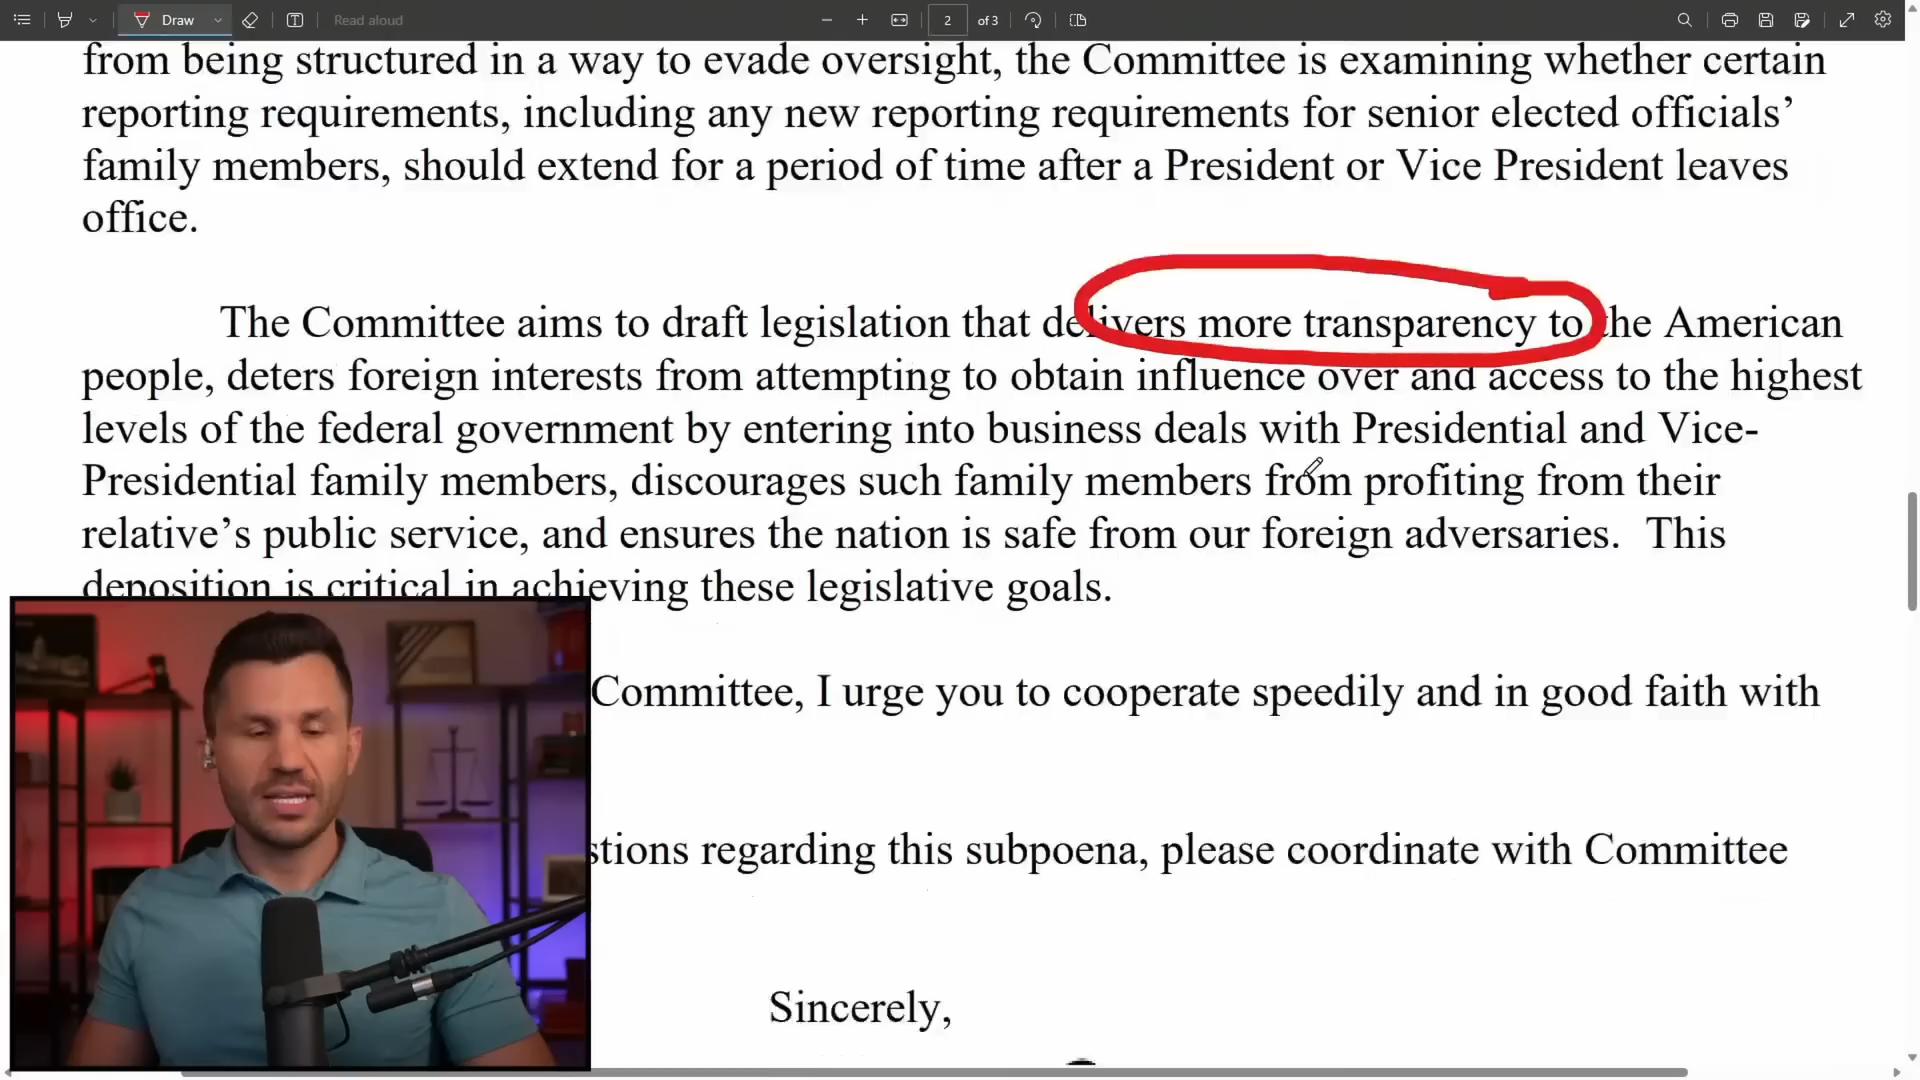 Draw
Read aloud
2
of 3
from being structured in a way to evade oversight, the Committee is examining whether certain
reporting requirements, including any new reporting requirements for senior elected officials’
family members, should extend for a period of time after a President or Vice President leaves
office.
The Committee aims to draft legislation that delivers more transparency to the American
people, deters foreign interests from attempting to obtain influence over and access to the highest
levels of the federal government by entering into business deals with Presidential and Vice-
Presidential family members, discourages such family members from profiting from their
relative’s public service, and ensures the nation is safe from our foreign adversaries.  This
deposition is critical in achieving these legislative goals.
Committee, I urge you to cooperate speedily and in good faith with
stions regarding this subpoena, please coordinate with Committee
Sincerely,